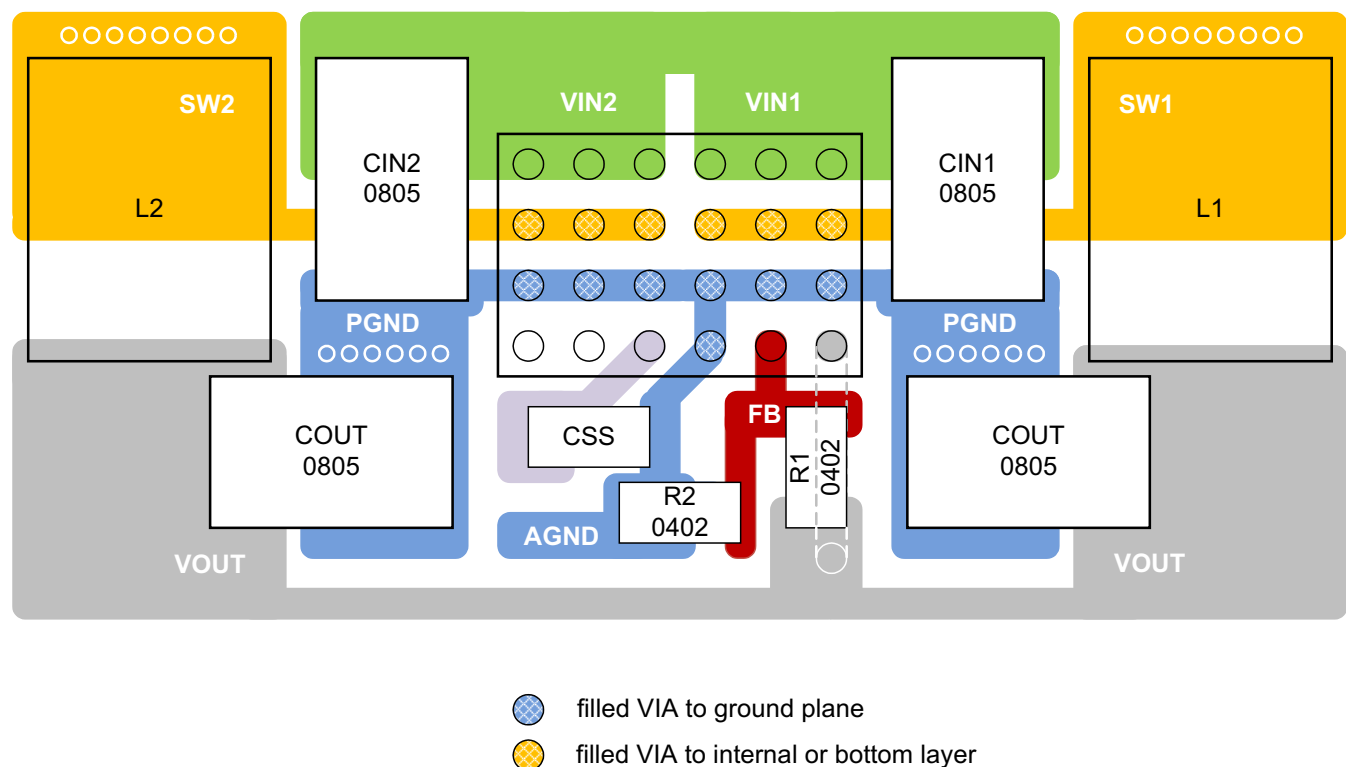 SW2
VIN2
VIN1
SW1
CIN2
0805
CIN1
0805
L2
L1
PGND
PGND
FB
COUT
0805
CSS
R1
0402
COUT
0805
R2
0402
AGND
VOUT
VOUT
filled VIA to ground plane
filled VIA to internal or bottom layer